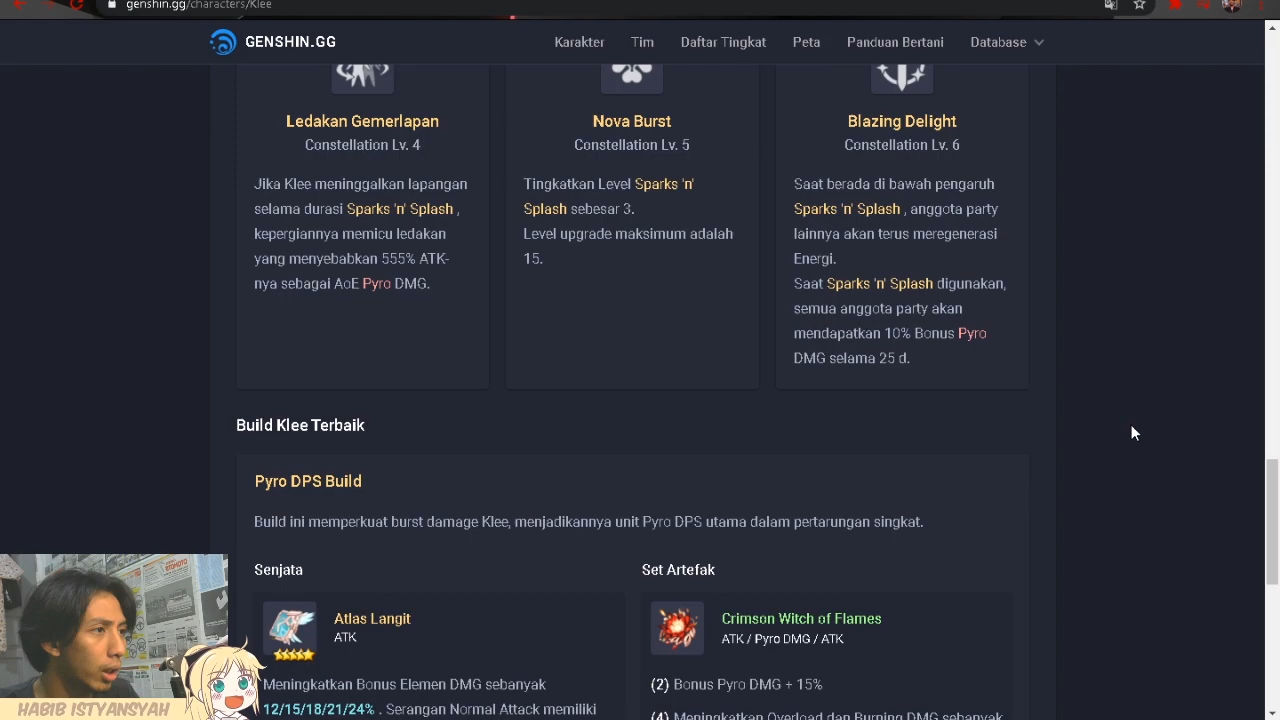 genshin.gg/characters/Klee
GENSHIN.GG
Karakter
Tim
Daftar Tingkat
Peta
Panduan Bertani
Database
Ledakan Gemerlapan
Constellation Lv. 4
Jika Klee meninggalkan lapangan
selama durasi Sparks 'n' Splash ,
kepergiannya memicu ledakan
yang menyebabkan 555% ATK-
nya sebagai AoE Pyro DMG.
Nova Burst
Constellation Lv. 5
Tingkatkan Level Sparks 'n'
Splash sebesar 3.
Level upgrade maksimum adalah
15.
Blazing Delight
Constellation Lv. 6
Saat berada di bawah pengaruh
Sparks 'n' Splash , anggota party
lainnya akan terus meregenerasi
Energi.
Saat Sparks 'n' Splash digunakan,
semua anggota party akan
mendapatkan 10% Bonus Pyro
DMG selama 25 d.
Build Klee Terbaik
Pyro DPS Build
Build ini memperkuat burst damage Klee, menjadikannya unit Pyro DPS utama dalam pertarungan singkat.
Senjata
Atlas Langit
ATK
Meningkatkan Bonus Elemen DMG sebanyak
12/15/18/21/24% . Serangan Normal Attack memiliki
Set Artefak
Crimson Witch of Flames
ATK / Pyro DMG / ATK
(2) Bonus Pyro DMG + 15%
(4) Meningkatkan Overload dan Burning DMG sebanyak
HABIB ISTYANSYAH